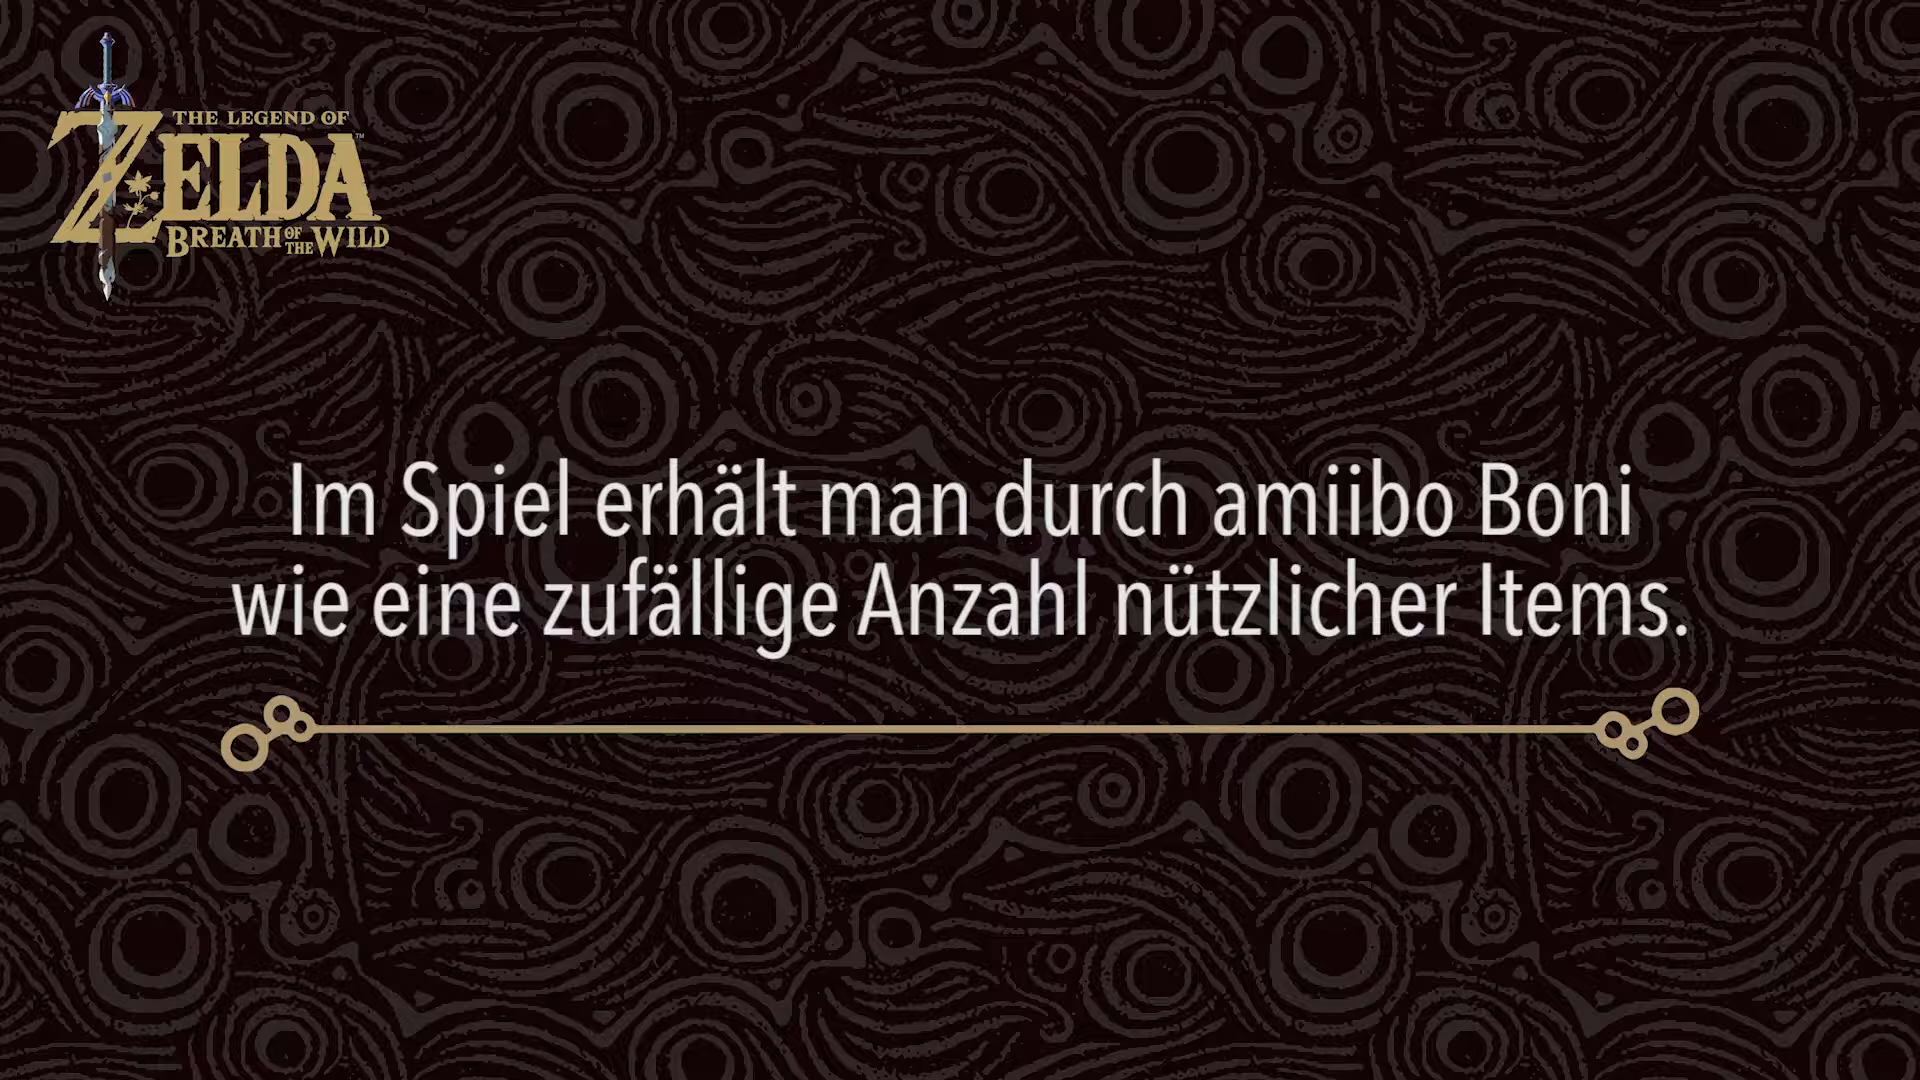 THE LEGEND OF
ZELDA™
BREATH OF THE WILD
Im Spiel erhält man durch amiibo Boni
wie eine zufällige Anzahl nützlicher Items.